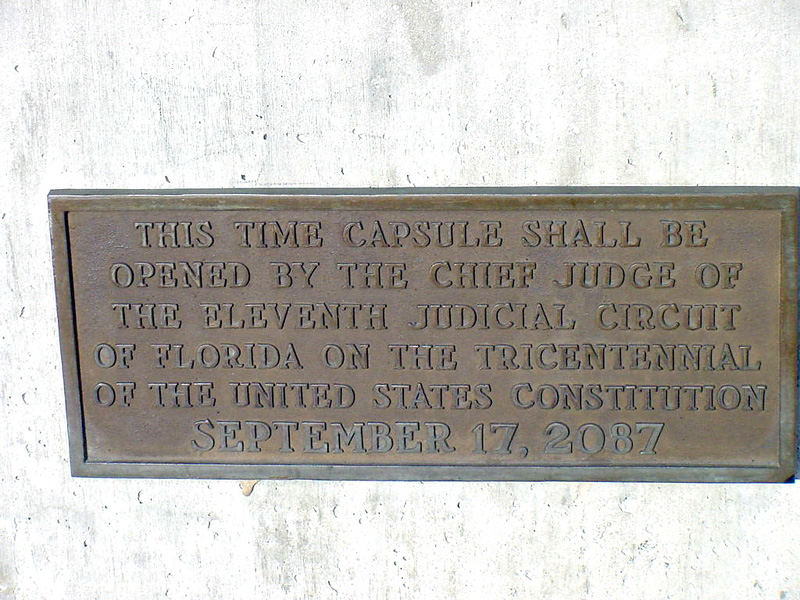 THIS TIME CAPSULE SHALL BE
OPENED BY THE CHIEF JUDGE OF
THE ELEVENTH JUDICIAL CIRCUIT
OF FLORIDA ON THE TRICENTENNIAL
OF THE UNITED STATES CONSTITUTION
SEPTEMBER 17, 2087